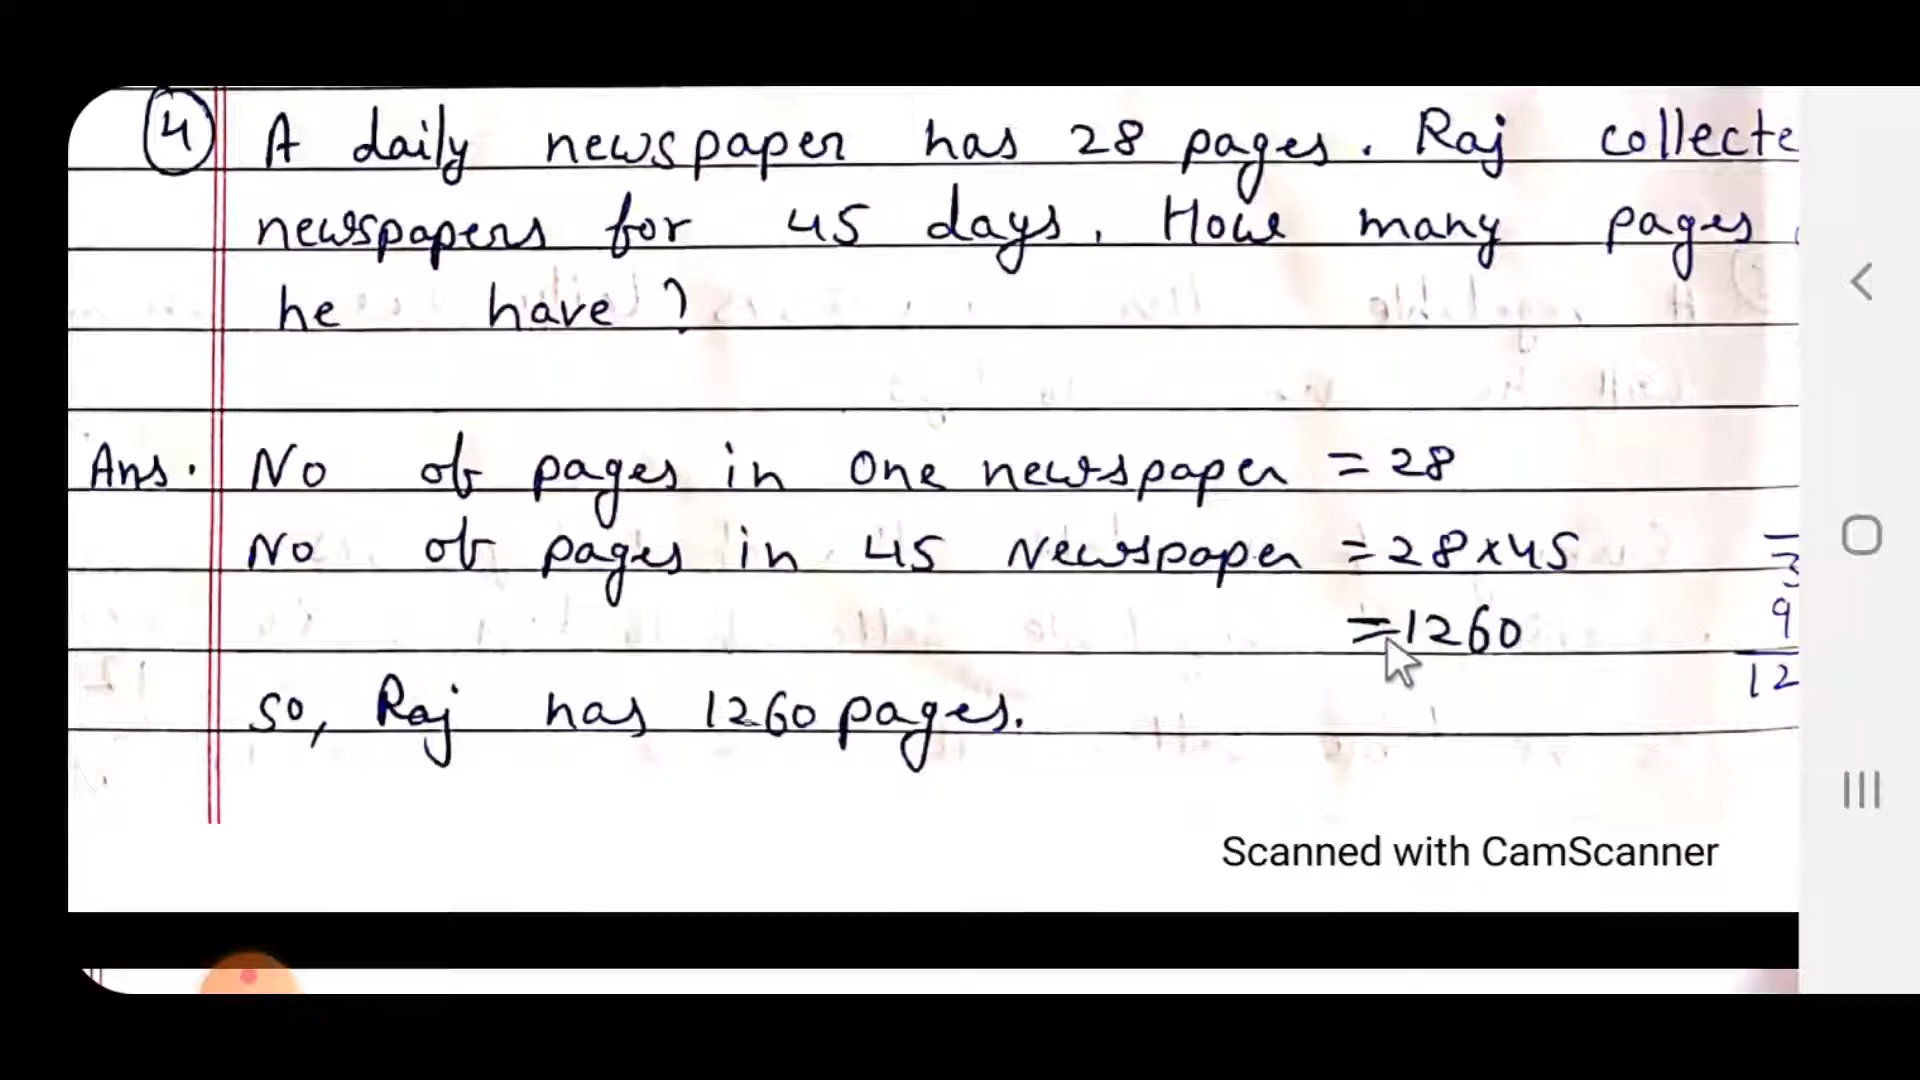 4 A daily newspaper has 28 pages. Raj collecte
newspapers for 45 days. How many pages
he have?
Ans. No of pages in One newspaper = 28
No of pages in 45 Newspaper = 28×45
= 1260
9
12
so, Raj has 1260 pages.
Scanned with CamScanner